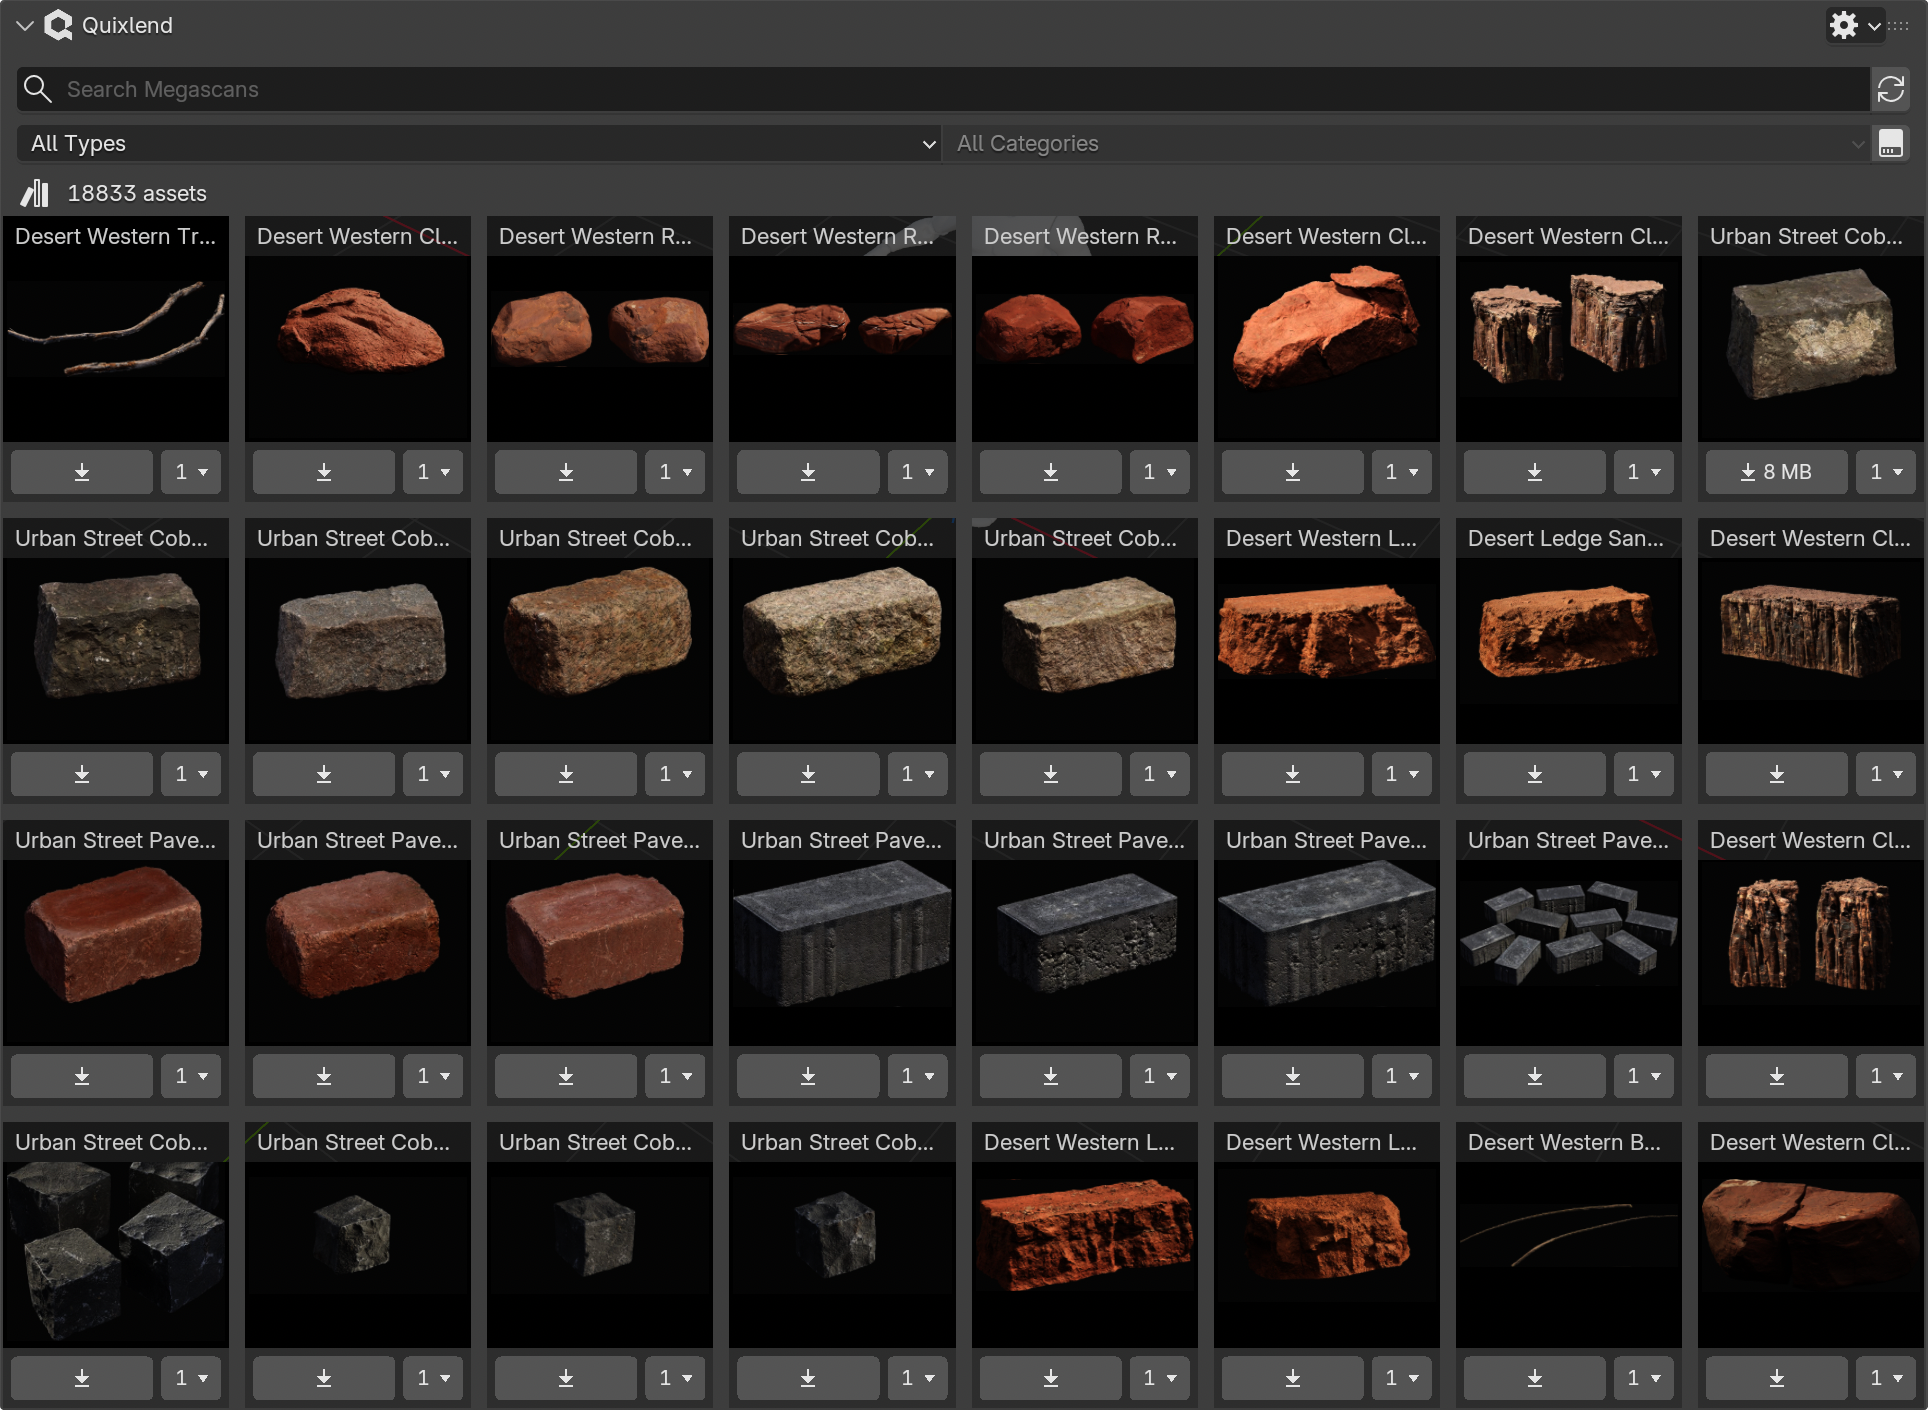 Quixlend
Search Megascans
All Types
All Categories
18833 assets
Desert Western Tr... Desert Western Cl... Desert Western R... Desert Western R... Desert Western R... Desert Western Cl... Desert Western Cl... Urban Street Cob...
1 1 1 1 1 1 1 8 MB 1
Urban Street Cob... Urban Street Cob... Urban Street Cob... Urban Street Cob... Urban Street Cob... Desert Western L... Desert Ledge San... Desert Western Cl...
1 1 1 1 1 1 1 1
Urban Street Pave... Urban Street Pave... Urban Street Pave... Urban Street Pave... Urban Street Pave... Urban Street Pave... Urban Street Pave... Desert Western Cl...
1 1 1 1 1 1 1 1
Urban Street Cob... Urban Street Cob... Urban Street Cob... Urban Street Cob... Desert Western L... Desert Western L... Desert Western B... Desert Western Cl...
1 1 1 1 1 1 1 1